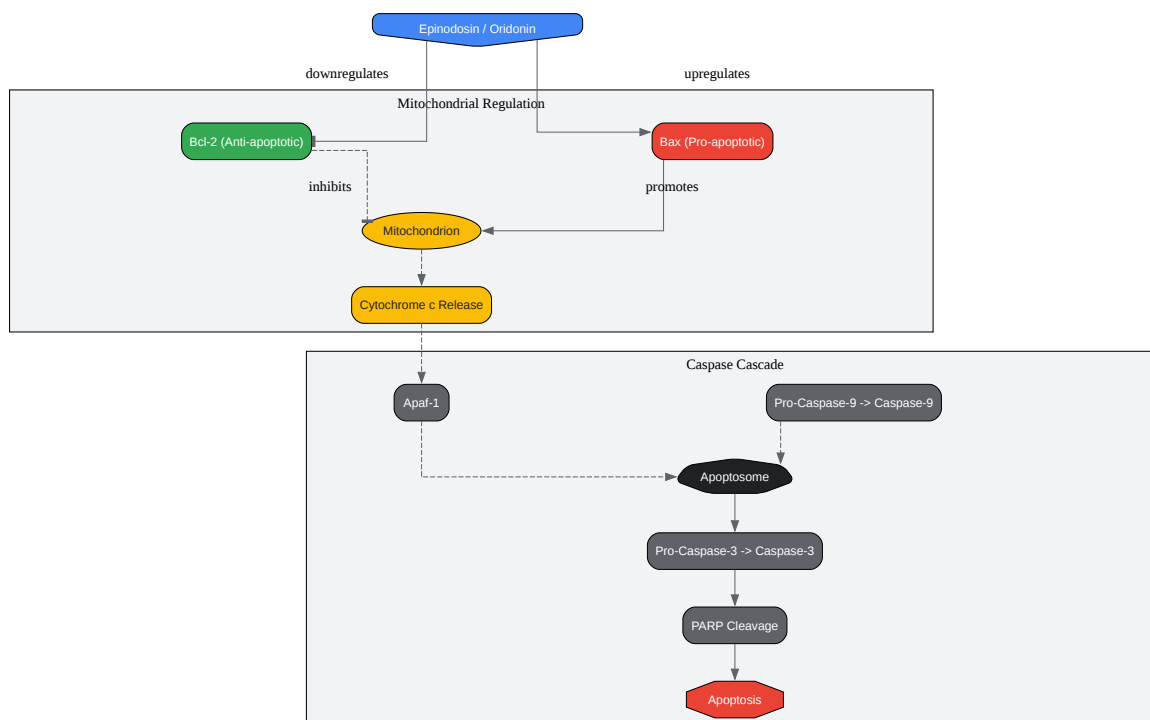 Epinodosin / Oridonin
downregulates
upregulates
Mitochondrial Regulation
Bcl-2 (Anti-apoptotic)
Bax (Pro-apoptotic)
inhibits
promotes
Mitochondrion
Cytochrome c Release
Caspase Cascade
Apaf-1
Pro-Caspase-9 -> Caspase-9
Apoptosome
Pro-Caspase-3 -> Caspase-3
PARP Cleavage
Apoptosis